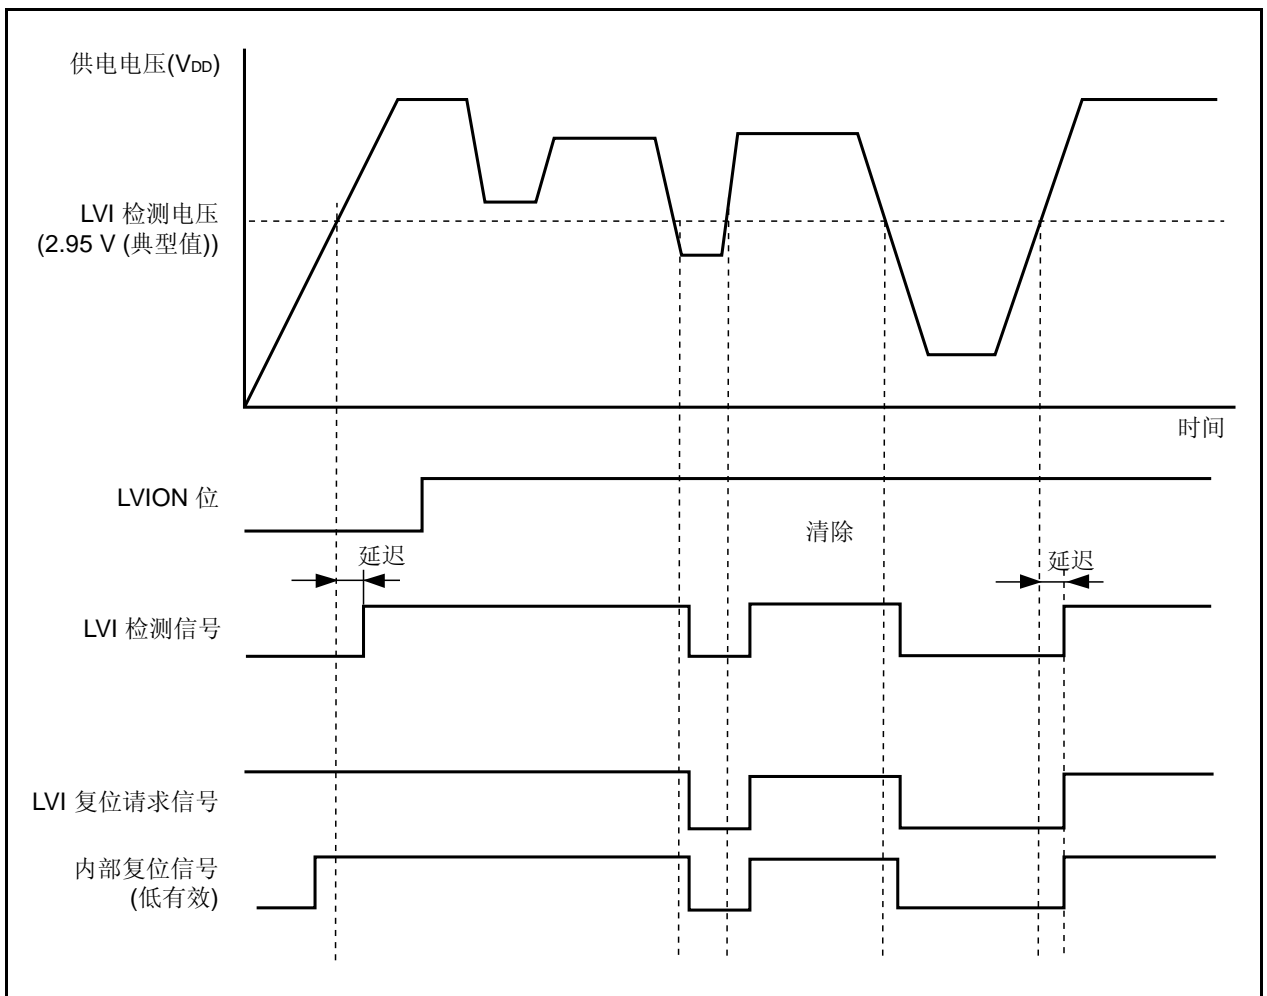 供电电压(VDD)
LVI 检测电压
(2.95 V (典型值))
时间
LVION 位
清除
延迟
延迟
LVI 检测信号
LVI 复位请求信号
内部复位信号
(低有效)